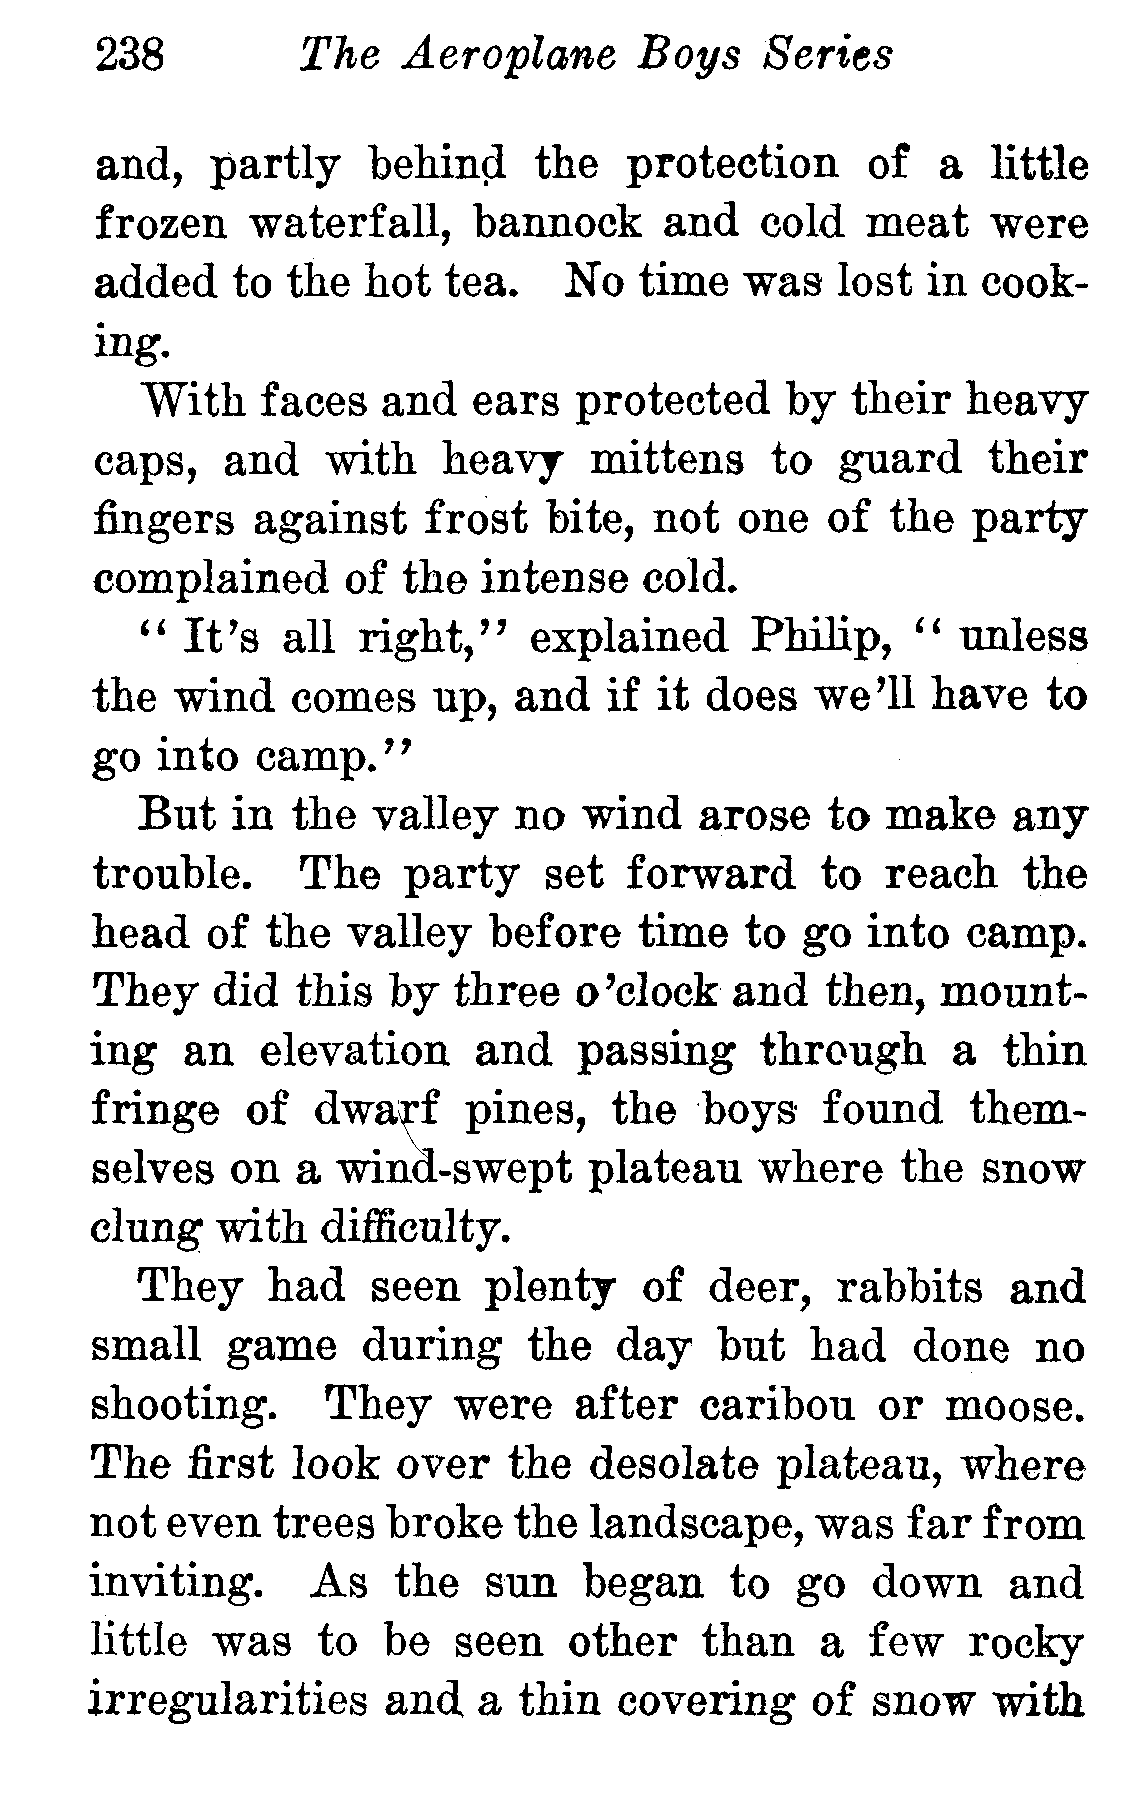 238 The Aeroplane Boys Series
and, partly behind the protection of a little
frozen waterfall, bannock and cold meat were
added to the hot tea. No time was lost in cook-
ing.
With faces and ears protected by their heavy
caps, and with heavy mittens to guard their
fingers against frost bite, not one of the party
complained of the intense cold.
“ It’s all right,” explained Philip, “ unless
the wind comes up, and if it does we’ll have to
go into camp.”
But in the valley no wind arose to make any
trouble. The party set forward to reach the
head of the valley before time to go into camp.
They did this by three o’clock and then, mount-
ing an elevation and passing through a thin
fringe of dwarf pines, the boys found them-
selves on a wind-swept plateau where the snow
clung with difficulty.
They had seen plenty of deer, rabbits and
small game during the day but had done no
shooting. They were after caribou or moose.
The first look over the desolate plateau, where
not even trees broke the landscape, was far from
inviting. As the sun began to go down and
little was to be seen other than a few rocky
irregularities and a thin covering of snow with